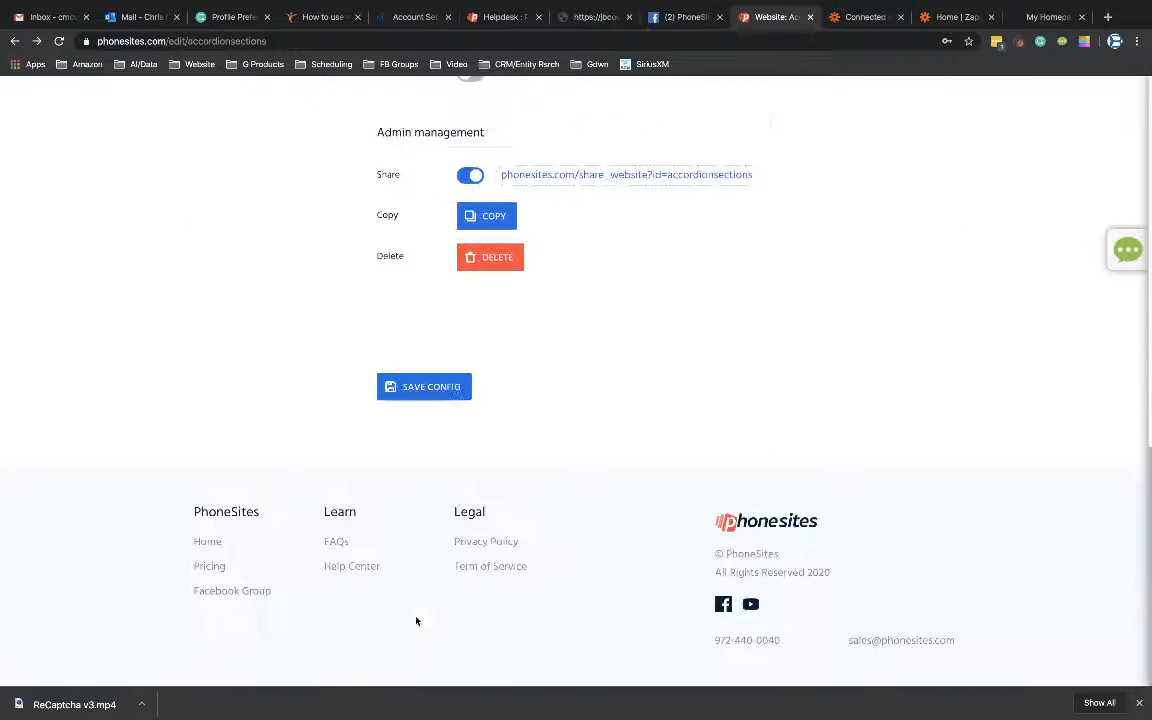 Inbox - cmc
Mail - Chris
Profile Prefe
How to use
Account Set
Helpdesk : P
https://jbcou
(2) PhoneSi
Website: Acc
Connected
Home | Zap
My Homepa
phonesites.com/edit/accordionsections
Apps
Amazon
AI/Data
Website
G Products
Scheduling
FB Groups
Video
CRM/Entity Rsrch
Gdwn
SiriusXM
Admin management
Share
phonesites.com/share_website?id=accordionsections
Copy
COPY
Delete
DELETE
SAVE CONFIG
PhoneSites
Learn
Legal
phonesites
Home
FAQs
Privacy Policy
© PhoneSites
Pricing
Help Center
Term of Service
All Rights Reserved 2020
Facebook Group
972-440-0040
sales@phonesites.com
ReCaptcha v3.mp4
Show All